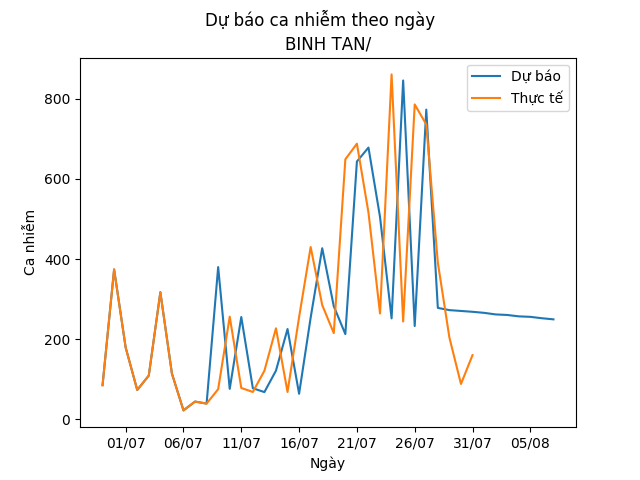 Dự báo ca nhiễm theo ngày
BINH TAN/
Dự báo
Thực tế
800
600
400
200
0
Ca nhiễm
01/07 06/07 11/07 16/07 21/07 26/07 31/07 05/08
Ngày